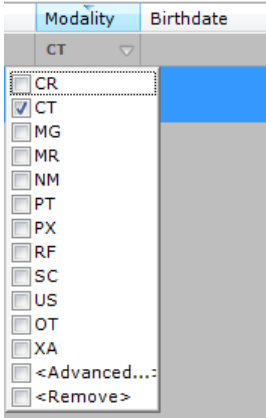 Modality Birthdate
CT
CR
CT
MG
MR
NM
PT
PX
RF
SC
US
OT
XA
<Advanced...>
<Remove>